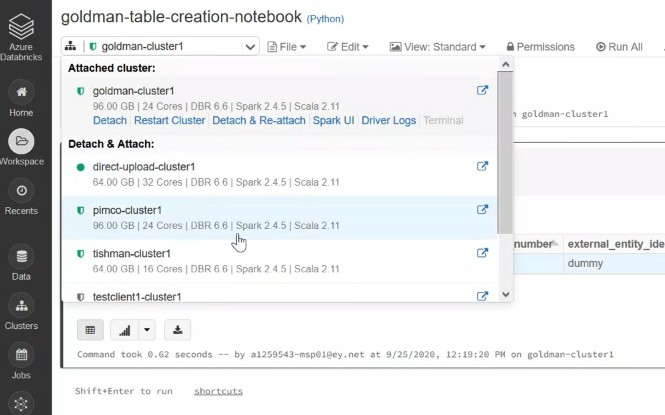 goldman-table-creation-notebook (Python)
Azure
Databricks
goldman-cluster1
File
Edit
View: Standard
Permissions
Run All
Attached cluster:
goldman-cluster1
96.00 GB | 24 Cores | DBR 6.6 | Spark 2.4.5 | Scala 2.11
Detach
Restart Cluster
Detach & Re-attach
Spark UI
Driver Logs
Terminal
goldman-cluster1
Home
Detach & Attach:
direct-upload-cluster1
64.00 GB | 32 Cores | DBR 6.6 | Spark 2.4.5 | Scala 2.11
Workspace
pimco-cluster1
96.00 GB | 24 Cores | DBR 6.6 | Spark 2.4.5 | Scala 2.11
Recents
number
external_entity_ide
tishman-cluster1
64.00 GB | 16 Cores | DBR 6.6 | Spark 2.4.5 | Scala 2.11
dummy
Data
testclient1-cluster1
Clusters
Command took 0.62 seconds -- by a1259543-msp01@ey.net at 9/25/2020, 12:19:20 PM on goldman-cluster1
Jobs
Shift+Enter to run
shortcuts